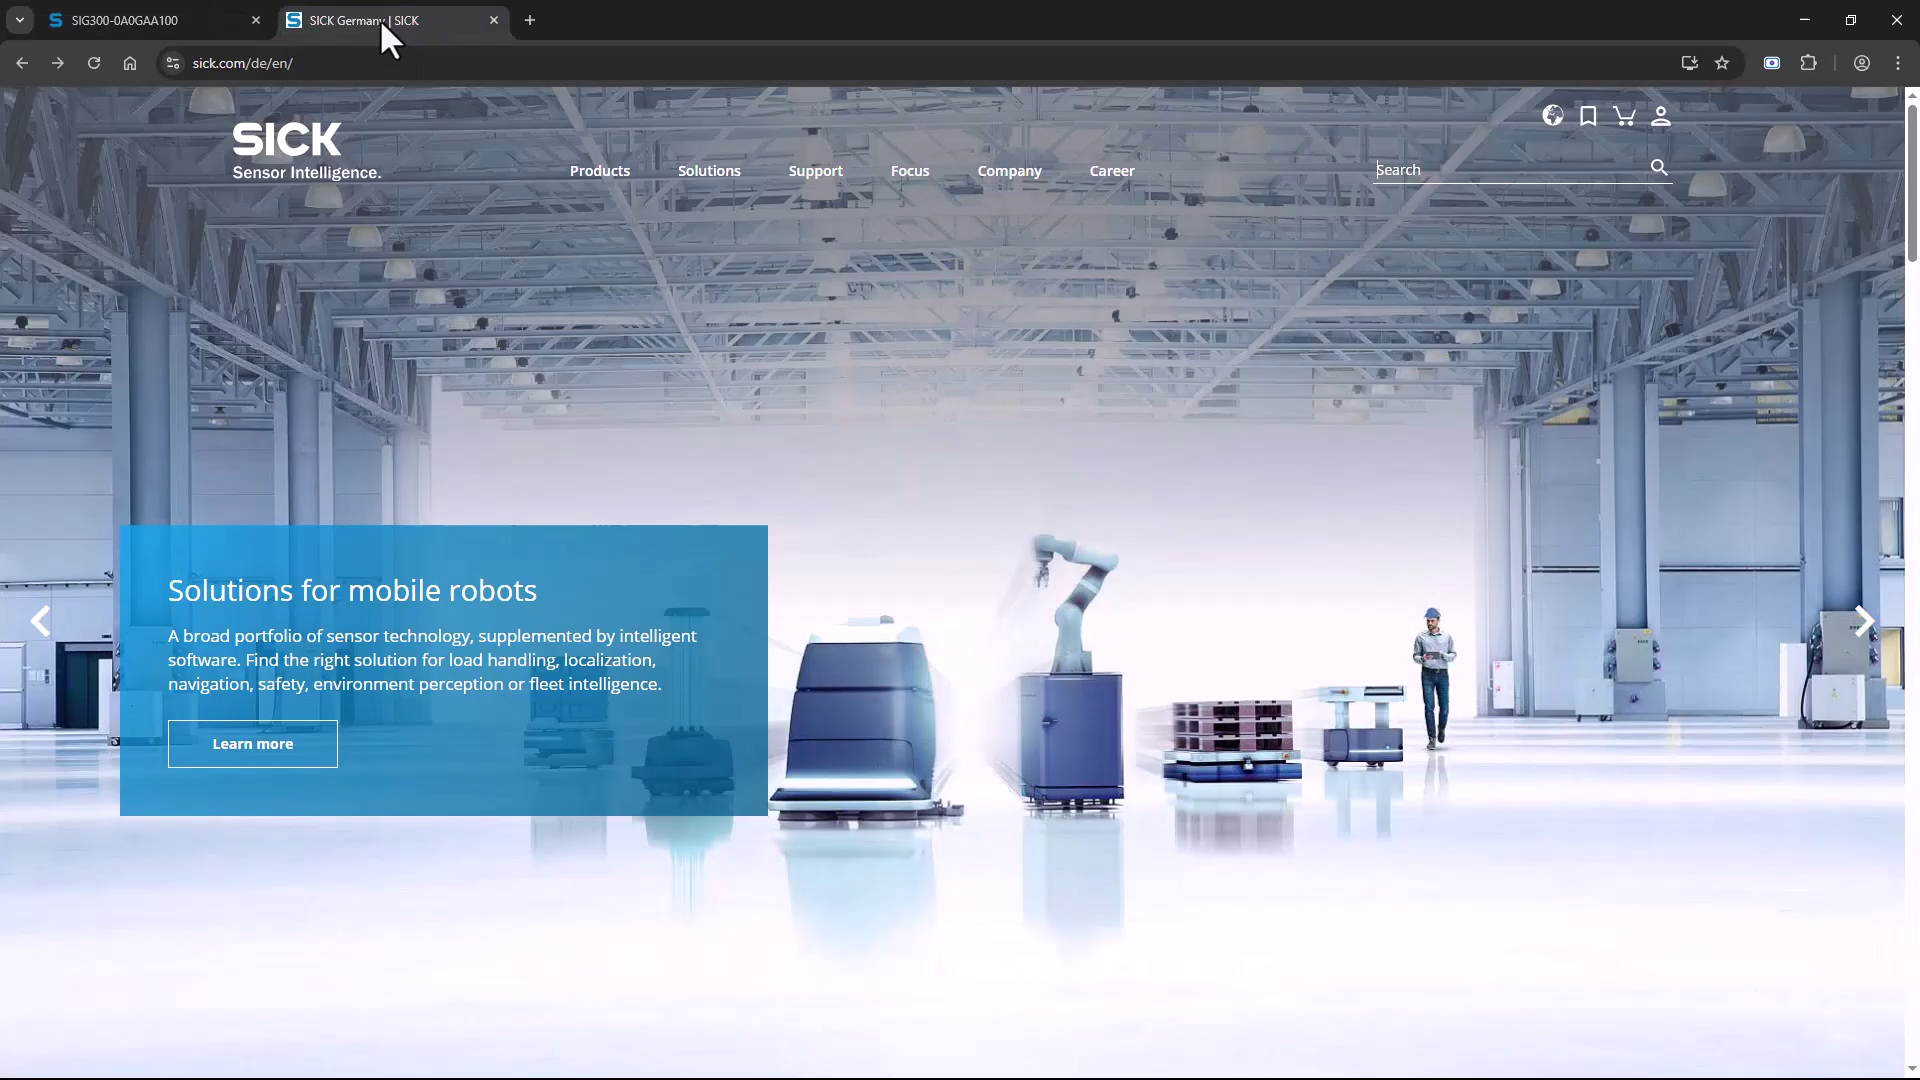 SIG300-0A0GAA100
SICK Germany | SICK
sick.com/de/en/
SICK
Sensor Intelligence.
Products
Solutions
Support
Focus
Company
Career
Search
Solutions for mobile robots
A broad portfolio of sensor technology, supplemented by intelligent
software. Find the right solution for load handling, localization,
navigation, safety, environment perception or fleet intelligence.
Learn more